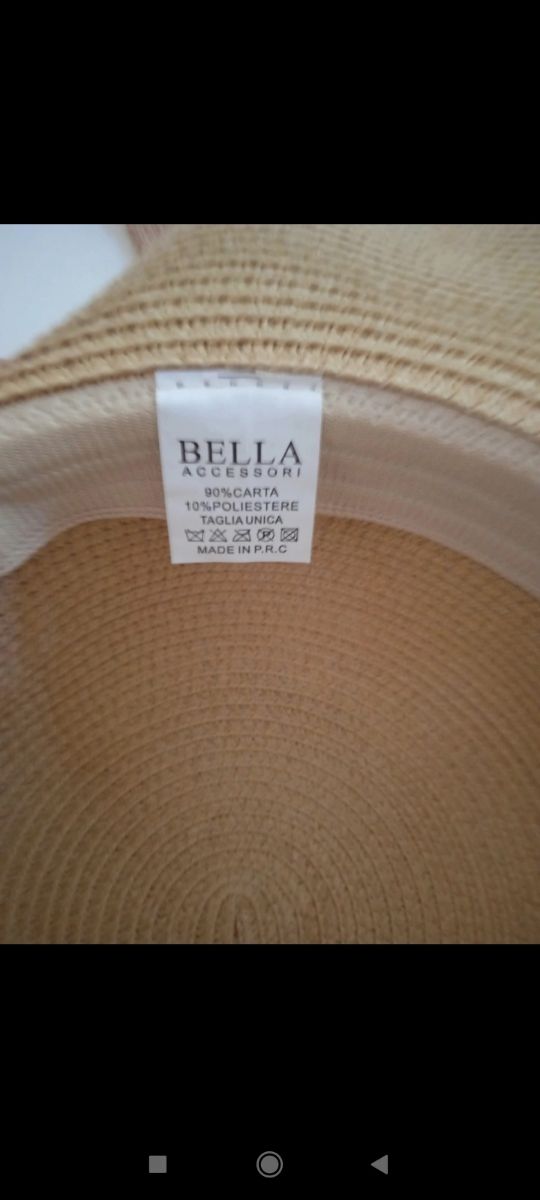 BELLA
ACCESSORI
90%CARTA
10%POLIESTERE
TAGLIA UNICA
MADE IN P.R.C